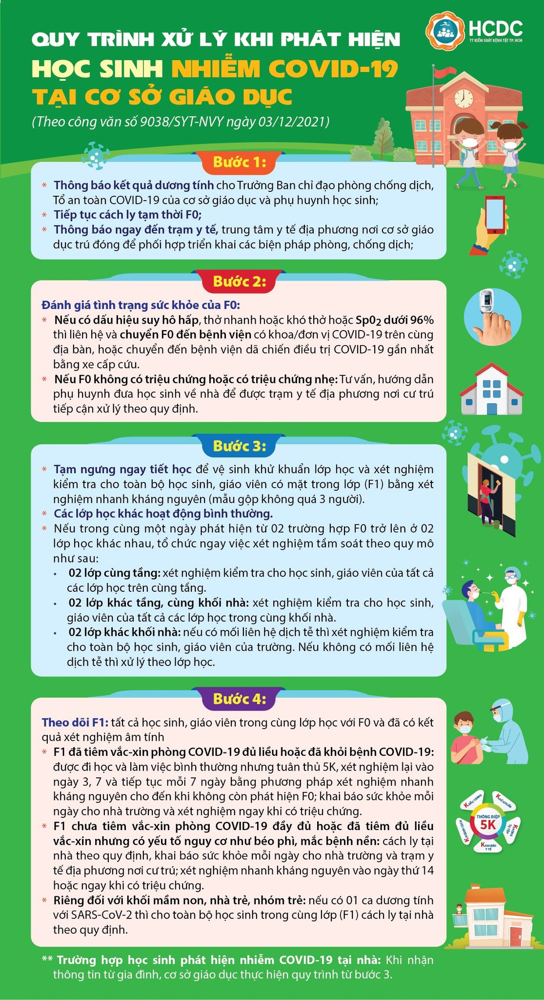 HCDC
TT KIỂM SOÁT BỆNH TẬT TP. HCM
QUY TRÌNH XỬ LÝ KHI PHÁT HIỆN
HỌC SINH NHIỄM COVID-19
TẠI CƠ SỞ GIÁO DỤC
(Theo công văn số 9038/SYT-NVY ngày 03/12/2021)
Bước 1:
* Thông báo kết quả dương tính cho Trưởng Ban chỉ đạo phòng chống dịch,
Tổ an toàn COVID-19 của cơ sở giáo dục và phụ huynh học sinh;
* Tiếp tục cách ly tạm thời F0;
* Thông báo ngay đến trạm y tế, trung tâm y tế địa phương nơi cơ sở giáo
dục trú đóng để phối hợp triển khai các biện pháp phòng, chống dịch;
Bước 2:
Đánh giá tình trạng sức khỏe của F0:
* Nếu có dấu hiệu suy hô hấp, thở nhanh hoặc khó thở hoặc Sp02 dưới 96%
thì liên hệ và chuyển F0 đến bệnh viện có khoa/đơn vị COVID-19 trên cùng
địa bàn, hoặc chuyển đến bệnh viện dã chiến điều trị COVID-19 gần nhất
bằng xe cấp cứu.
* Nếu F0 không có triệu chứng hoặc có triệu chứng nhẹ: Tư vấn, hướng dẫn
phụ huynh đưa học sinh về nhà để được trạm y tế địa phương nơi cư trú
tiếp cận xử lý theo quy định.
Bước 3:
* Tạm ngưng ngay tiết học để vệ sinh khử khuẩn lớp học và xét nghiệm
kiểm tra cho toàn bộ học sinh, giáo viên có mặt trong lớp (F1) bằng xét
nghiệm nhanh kháng nguyên (mẫu gộp không quá 3 người).
* Các lớp học khác hoạt động bình thường.
* Nếu trong cùng một ngày phát hiện từ 02 trường hợp F0 trở lên ở 02
lớp học khác nhau, tổ chức ngay việc xét nghiệm tầm soát theo quy mô
như sau:
• 02 lớp cùng tầng: xét nghiệm kiểm tra cho học sinh, giáo viên của tất cả
các lớp học trên cùng tầng.
• 02 lớp khác tầng, cùng khối nhà: xét nghiệm kiểm tra cho học sinh,
giáo viên của tất cả các lớp học trong cùng khối nhà.
• 02 lớp khác khối nhà: nếu có mối liên hệ dịch tễ thì xét nghiệm kiểm tra
cho toàn bộ học sinh, giáo viên của trường. Nếu không có mối liên hệ
dịch tễ thì xử lý theo lớp học.
Bước 4:
Theo dõi F1: tất cả học sinh, giáo viên trong cùng lớp học với F0 và đã có kết
quả xét nghiệm âm tính
* F1 đã tiêm vắc-xin phòng COVID-19 đủ liều hoặc đã khỏi bệnh COVID-19:
được đi học và làm việc bình thường nhưng tuân thủ 5K, xét nghiệm lại vào
ngày 3, 7 và tiếp tục mỗi 7 ngày bằng phương pháp xét nghiệm nhanh
kháng nguyên cho đến khi không còn phát hiện F0; khai báo sức khỏe mỗi
ngày cho nhà trường và xét nghiệm ngay khi có triệu chứng.
* F1 chưa tiêm vắc-xin phòng COVID-19 đầy đủ hoặc đã tiêm đủ liều
vắc-xin nhưng có yếu tố nguy cơ như béo phì, mắc bệnh nền: cách ly tại
nhà theo quy định, khai báo sức khỏe mỗi ngày cho nhà trường và trạm y
tế địa phương nơi cư trú; xét nghiệm nhanh kháng nguyên vào ngày thứ 14
hoặc ngay khi có triệu chứng.
* Riêng đối với khối mầm non, nhà trẻ, nhóm trẻ: nếu có 01 ca dương tính
với SARS-CoV-2 thì cho toàn bộ học sinh trong cùng lớp (F1) cách ly tại nhà
theo quy định.
KHẨU TRANG
KHỬ KHUẨN
THÔNG ĐIỆP
5K
KHOẢNG CÁCH
KHÔNG
TỤ TẬP
KHAI BÁO
Y TẾ
** Trường hợp học sinh phát hiện nhiễm COVID-19 tại nhà: Khi nhận
thông tin từ gia đình, cơ sở giáo dục thực hiện quy trình từ bước 3.